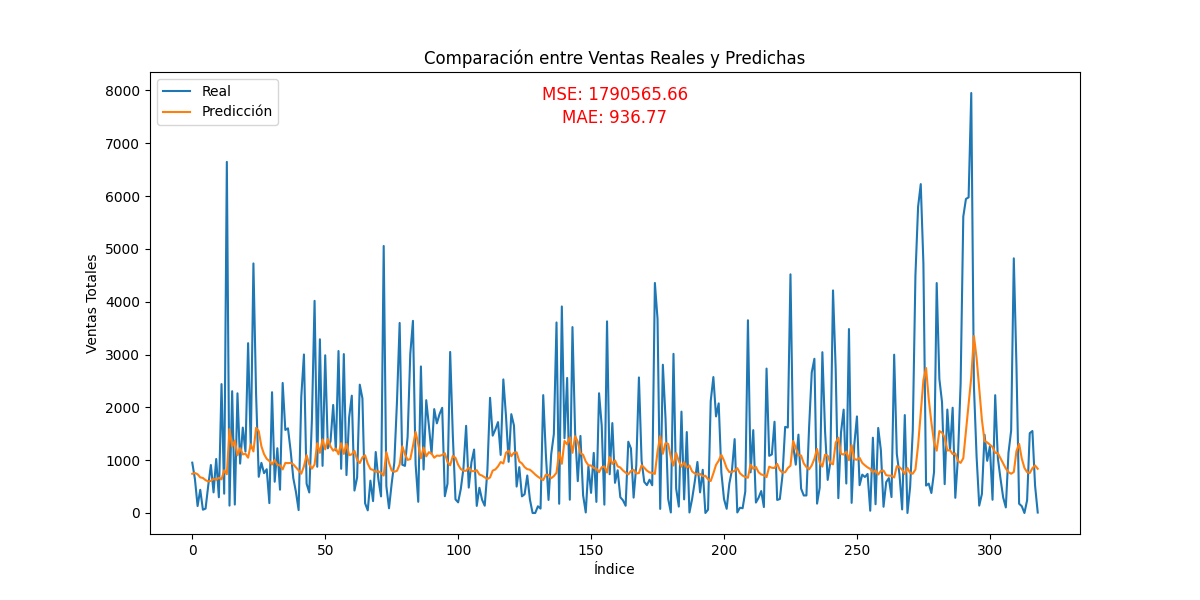 Comparación entre Ventas Reales y Predichas
Real
Predicción
MSE: 1790565.66
MAE: 936.77
8000
7000
6000
5000
4000
3000
2000
1000
0
Ventas Totales
0 50 100 150 200 250 300
Índice